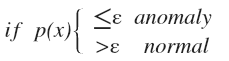 if p(x){ ≤ε anomaly
>ε normal